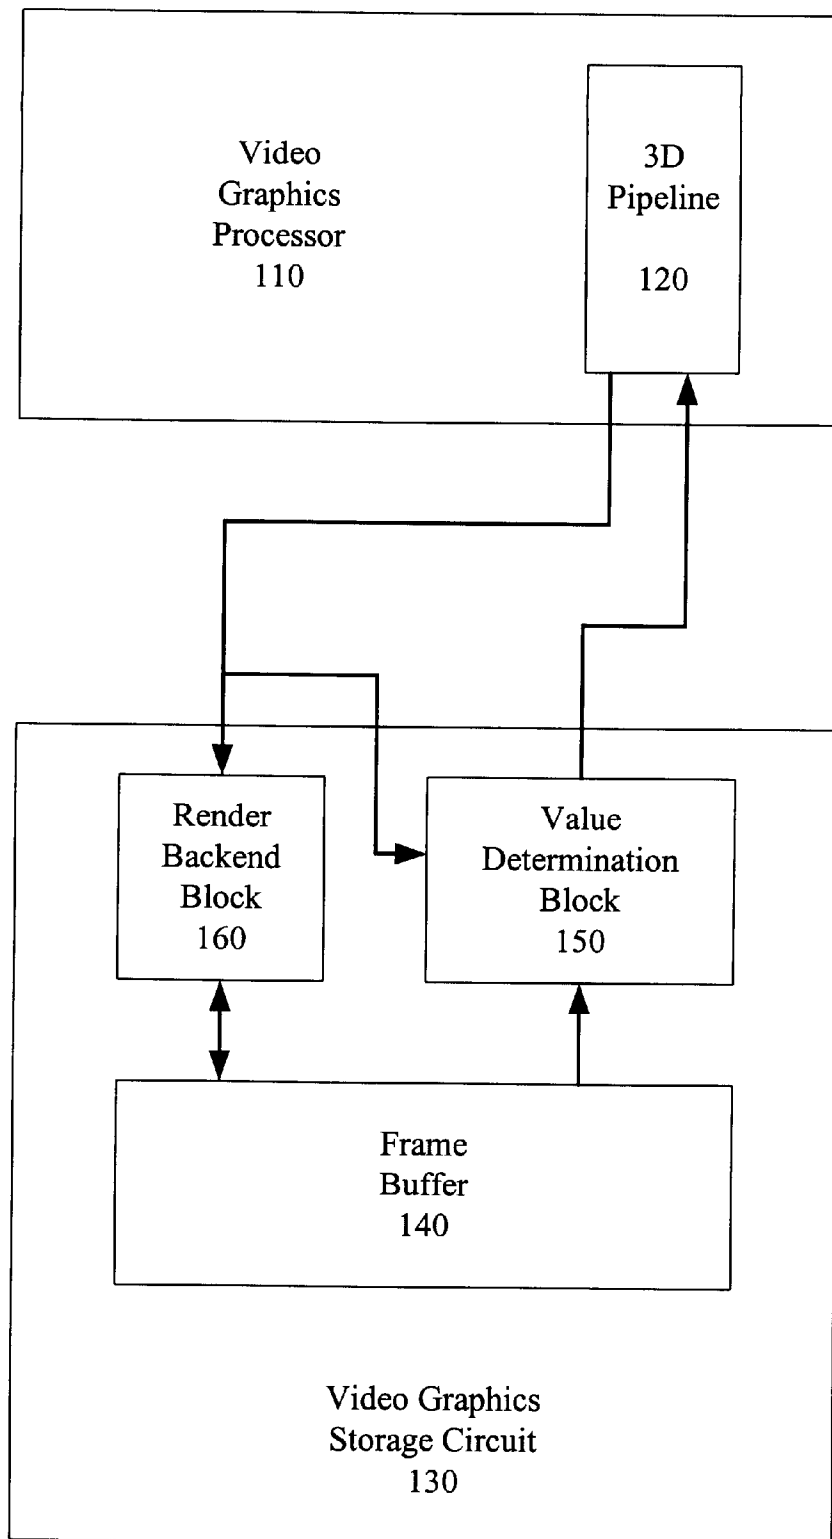 Video
Graphics
Processor
110
3D
Pipeline
120
Render
Backend
Block
160
Value
Determination
Block
150
Frame
Buffer
140
Video Graphics
Storage Circuit
130